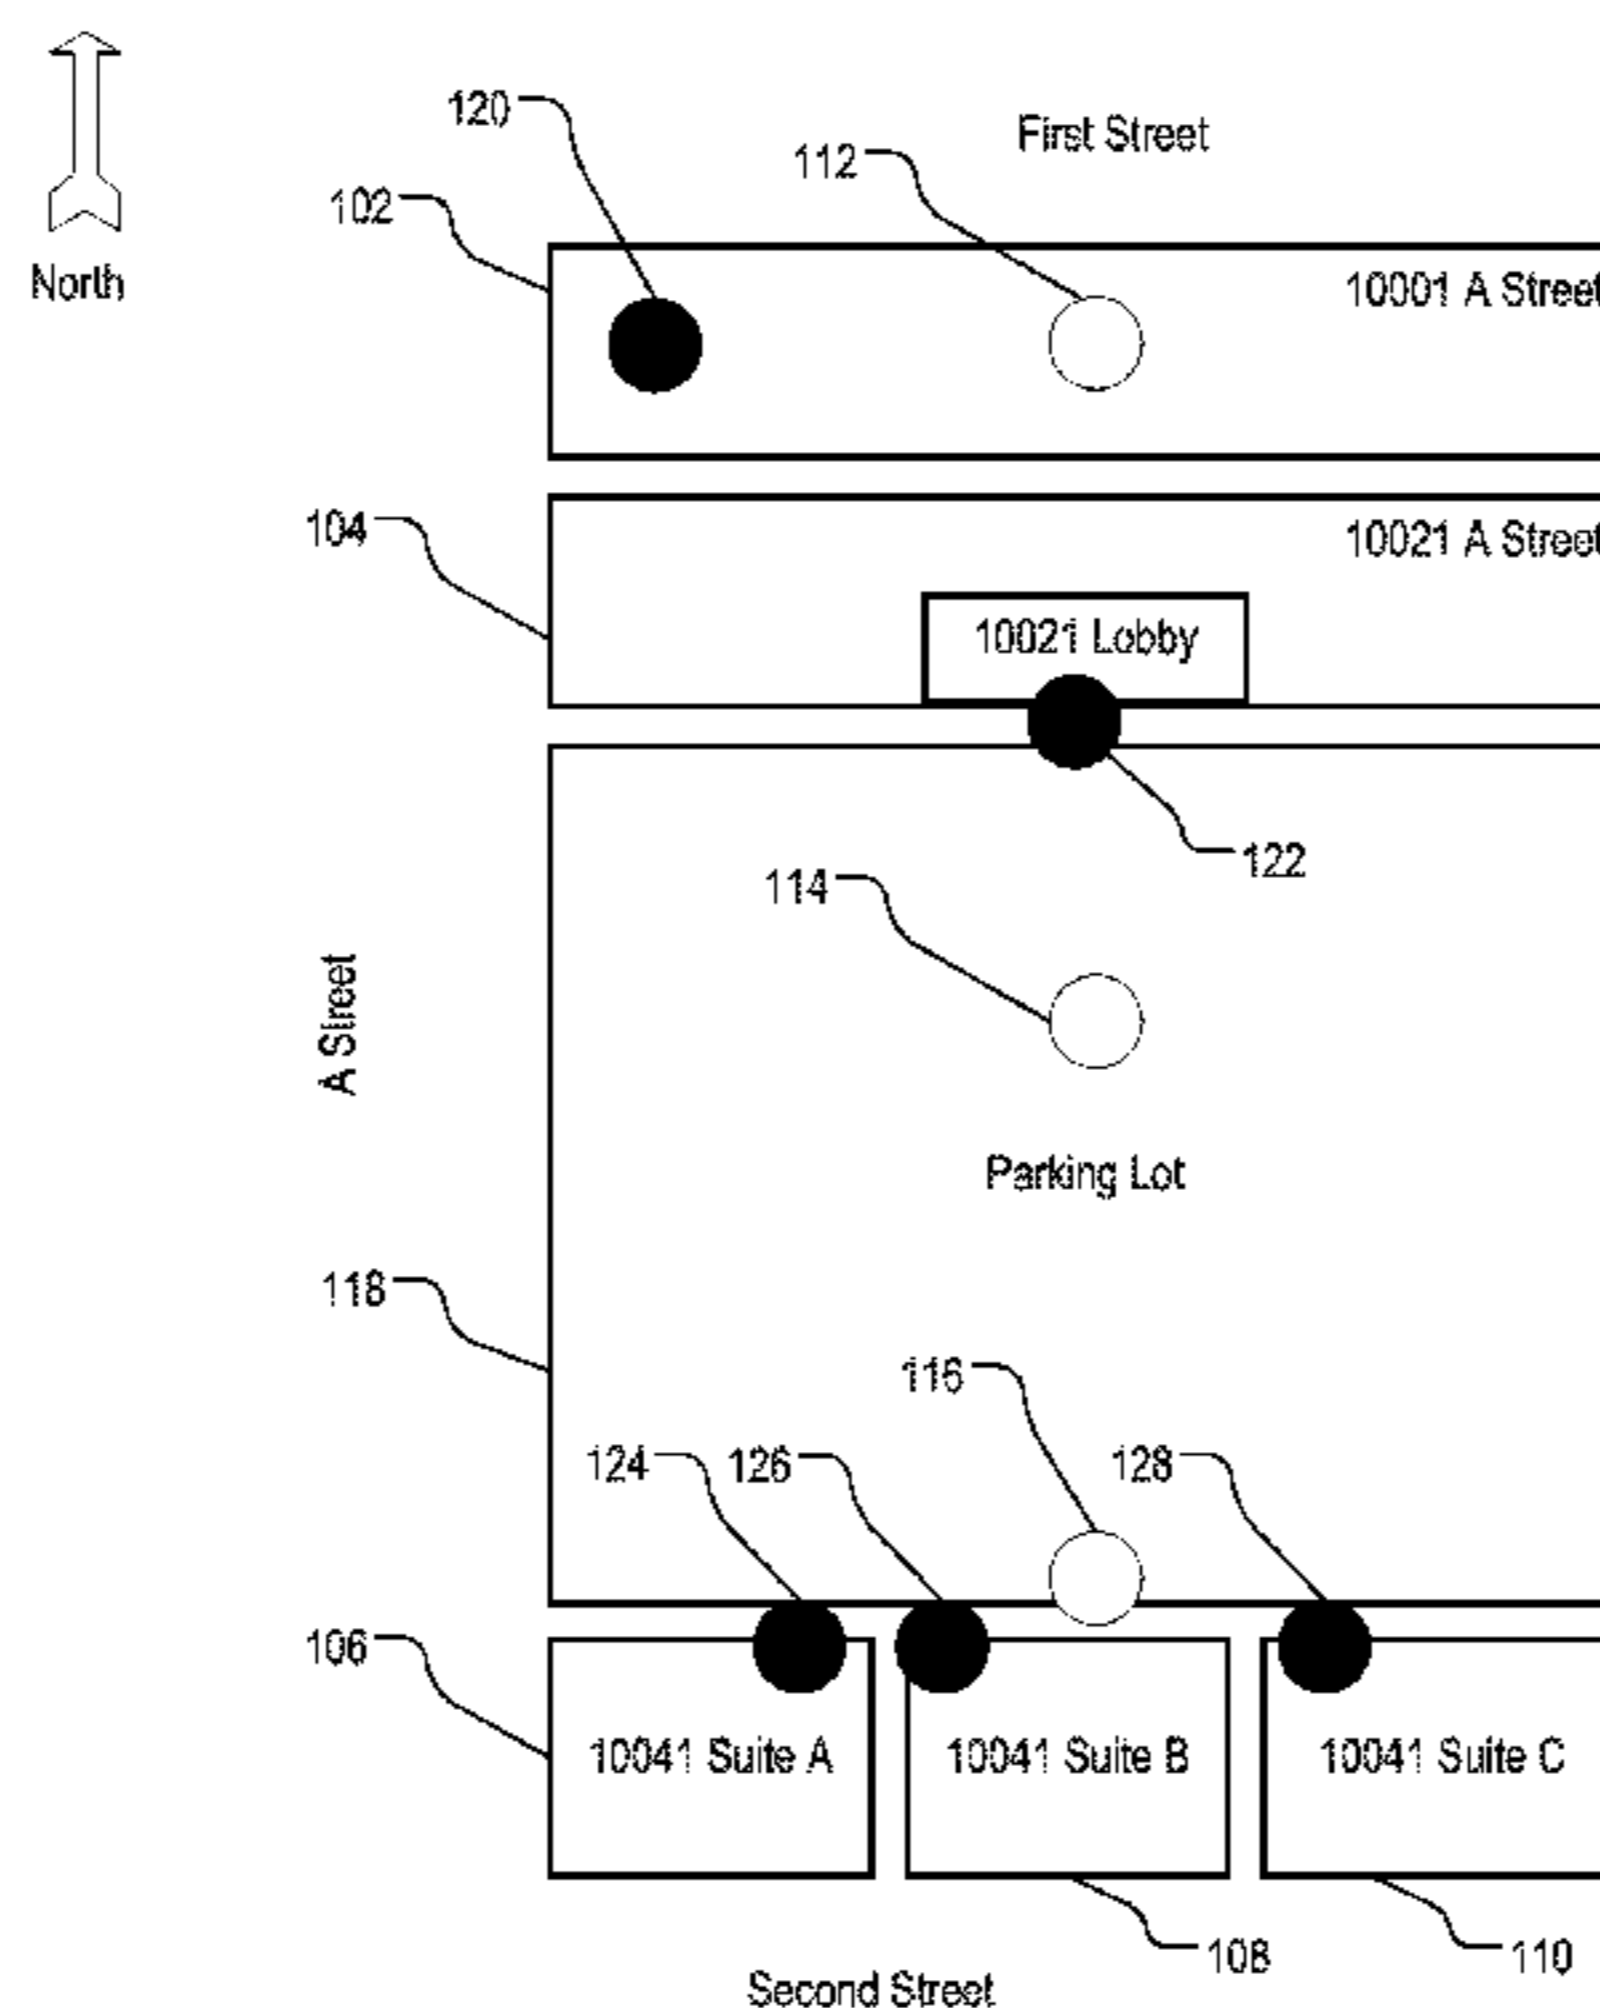 120
First Street
112
102
North
10001 A Street
104
10021 A Street
10021 Lobby
122
114
A Street
Parking Lot
118
116
124
126
128
106
10041 Suite A
10041 Suite B
10041 Suite C
108
110
Second Street